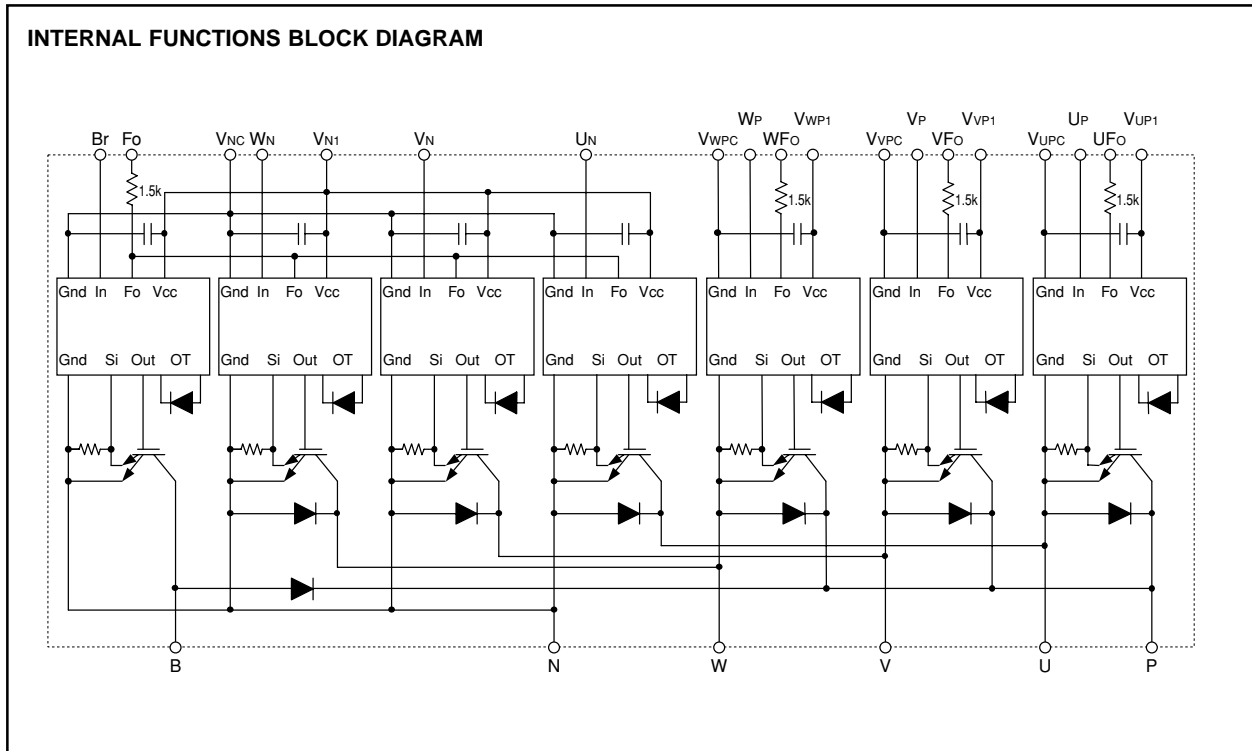 INTERNAL FUNCTIONS BLOCK DIAGRAM
WP VWP1 VP VVP1 UP VUP1
Br Fo VNC WN VN1 VN UN VWPC WFO VVPC VFO VUPC UFO
1.5k 1.5k 1.5k 1.5k
Gnd In Fo Vcc Gnd In Fo Vcc Gnd In Fo Vcc Gnd In Fo Vcc Gnd In Fo Vcc Gnd In Fo Vcc Gnd In Fo Vcc
Gnd Si Out OT Gnd Si Out OT Gnd Si Out OT Gnd Si Out OT Gnd Si Out OT Gnd Si Out OT Gnd Si Out OT
B N W V U P